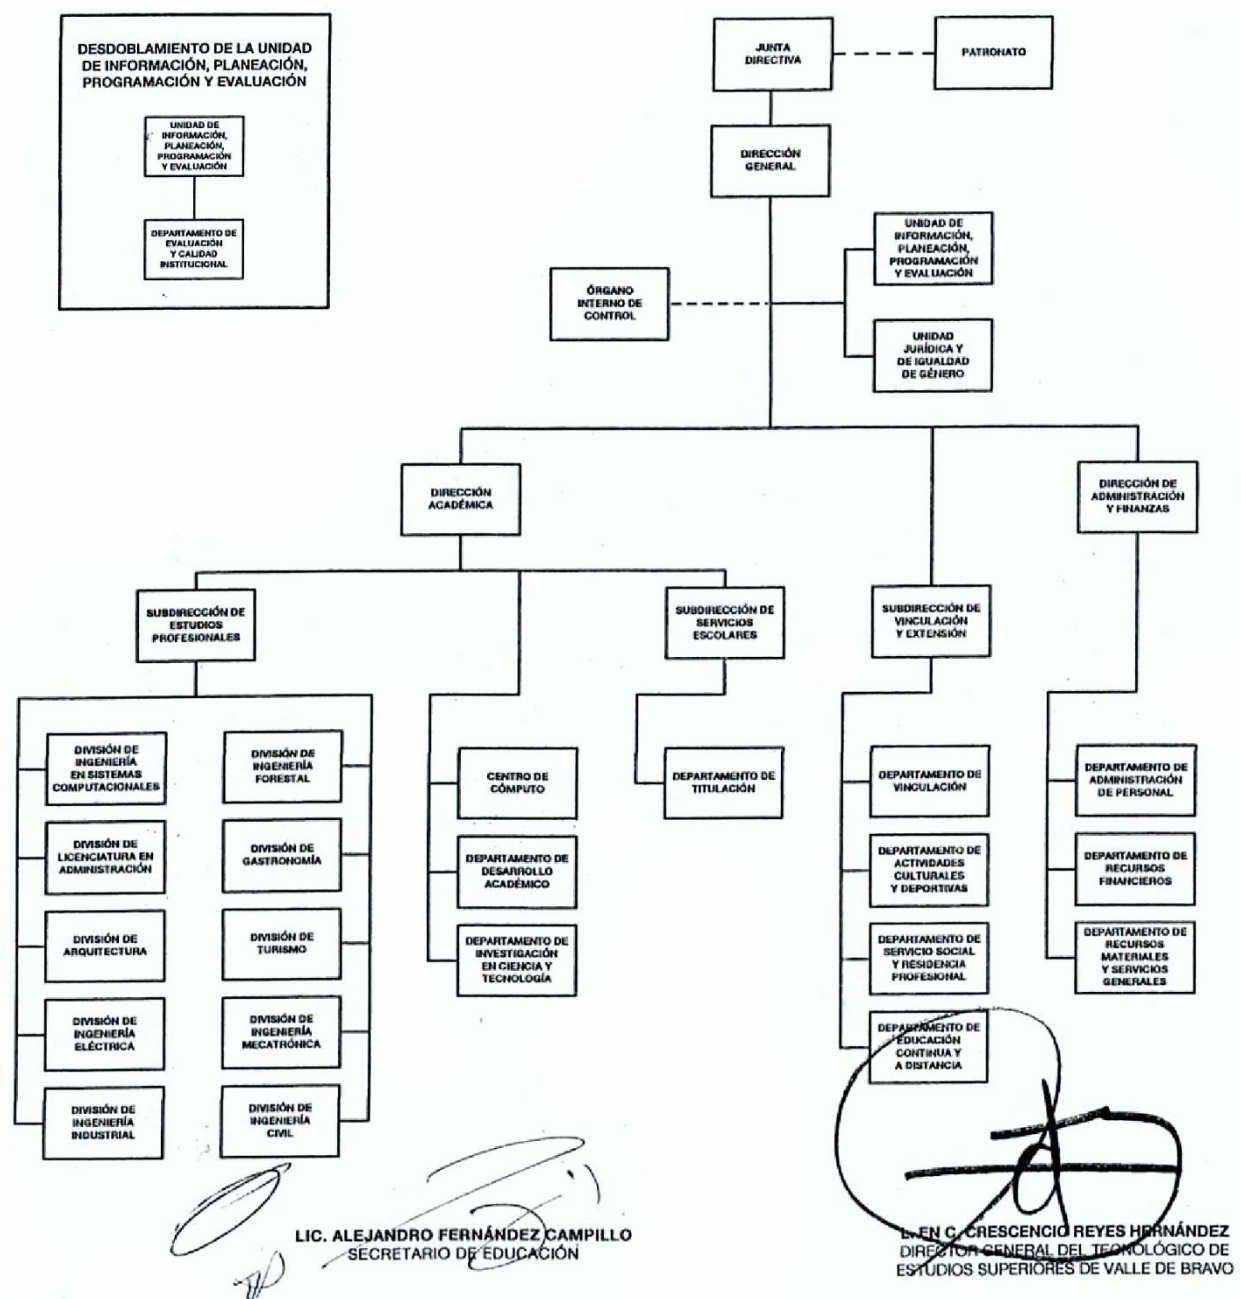 DESDOBLAMIENTO DE LA UNIDAD
DE INFORMACIÓN, PLANEACIÓN,
PROGRAMACIÓN Y EVALUACIÓN
UNIDAD DE
INFORMACIÓN,
PLANEACIÓN,
PROGRAMACIÓN
Y EVALUACIÓN
DEPARTAMENTO DE
EVALUACIÓN
Y CALIDAD
INSTITUCIONAL
JUNTA
DIRECTIVA
PATRONATO
DIRECCIÓN
GENERAL
UNIDAD DE
INFORMACIÓN,
PLANEACIÓN,
PROGRAMACIÓN
Y EVALUACIÓN
ÓRGANO
INTERNO DE
CONTROL
UNIDAD
JURÍDICA Y
DE IGUALDAD
DE GÉNERO
DIRECCIÓN
ACADÉMICA
DIRECCIÓN DE
ADMINISTRACIÓN
Y FINANZAS
SUBDIRECCIÓN DE
ESTUDIOS
PROFESIONALES
SUBDIRECCIÓN DE
SERVICIOS
ESCOLARES
SUBDIRECCIÓN DE
VINCULACIÓN
Y EXTENSIÓN
DIVISIÓN DE
INGENIERÍA
EN SISTEMAS
COMPUTACIONALES
DIVISIÓN DE
LICENCIATURA EN
ADMINISTRACIÓN
DIVISIÓN DE
ARQUITECTURA
DIVISIÓN DE
INGENIERÍA
ELÉCTRICA
DIVISIÓN DE
INGENIERÍA
INDUSTRIAL
DIVISIÓN DE
INGENIERÍA
FORESTAL
DIVISIÓN DE
GASTRONOMÍA
DIVISIÓN DE
TURISMO
DIVISIÓN DE
INGENIERÍA
MECATRÓNICA
DIVISIÓN DE
INGENIERÍA
CIVIL
CENTRO DE
CÓMPUTO
DEPARTAMENTO DE
DESARROLLO
ACADÉMICO
DEPARTAMENTO DE
INVESTIGACIÓN
EN CIENCIA Y
TECNOLOGÍA
DEPARTAMENTO DE
TITULACIÓN
DEPARTAMENTO DE
VINCULACIÓN
DEPARTAMENTO DE
ACTIVIDADES
CULTURALES
Y DEPORTIVAS
DEPARTAMENTO DE
SERVICIO SOCIAL
Y RESIDENCIA
PROFESIONAL
DEPARTAMENTO DE
EDUCACIÓN
CONTINUA Y
A DISTANCIA
DEPARTAMENTO DE
ADMINISTRACIÓN
DE PERSONAL
DEPARTAMENTO DE
RECURSOS
FINANCIEROS
DEPARTAMENTO DE
RECURSOS
MATERIALES
Y SERVICIOS
GENERALES
LIC. ALEJANDRO FERNÁNDEZ CAMPILLO
SECRETARIO DE EDUCACIÓN
L. EN C. CRESCENCIO REYES HERNÁNDEZ
DIRECTOR GENERAL DEL TECNOLÓGICO DE
ESTUDIOS SUPERIORES DE VALLE DE BRAVO